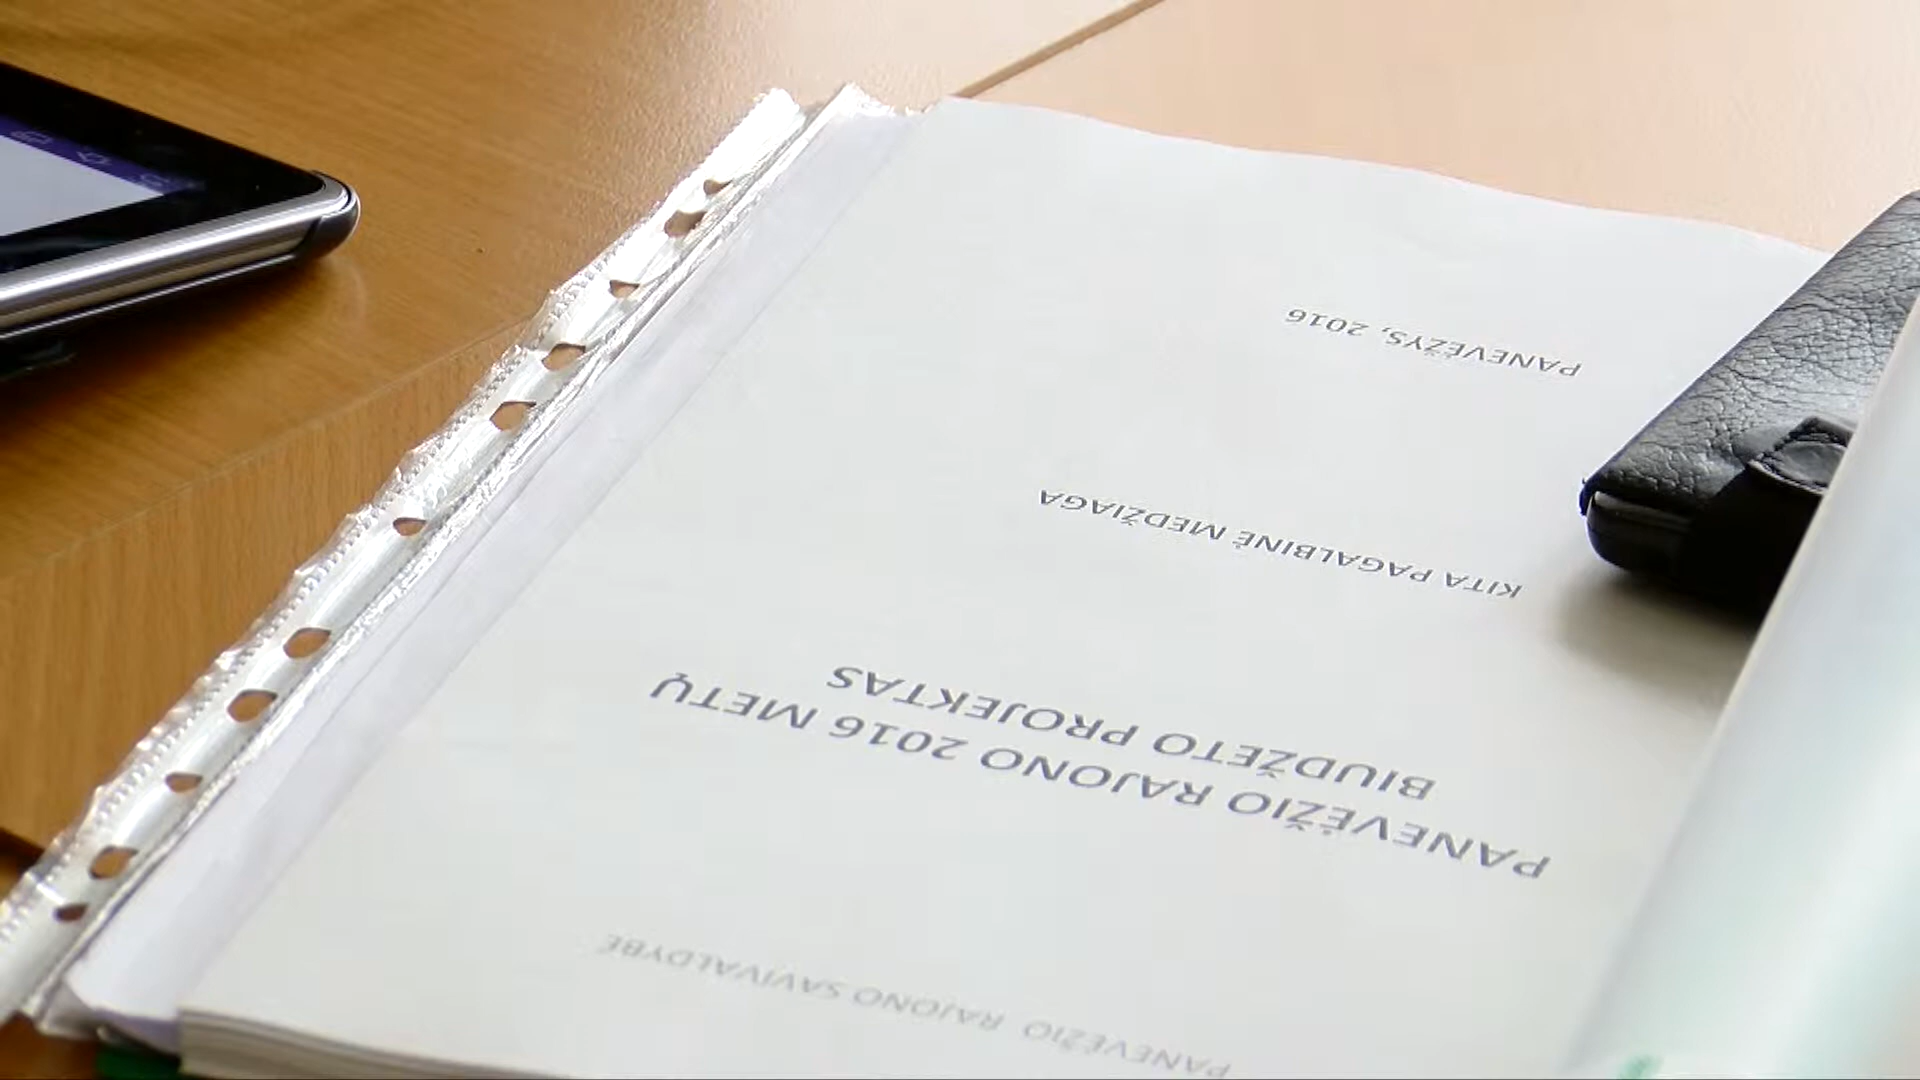 PANEVĖŽIO RAJONO SAVIVALDYBĖ
PANEVĖŽIO RAJONO 2016 METŲ
BIUDŽETO PROJEKTAS
KITA PAGALBINĖ MEDŽIAGA
PANEVĖŽYS, 2016